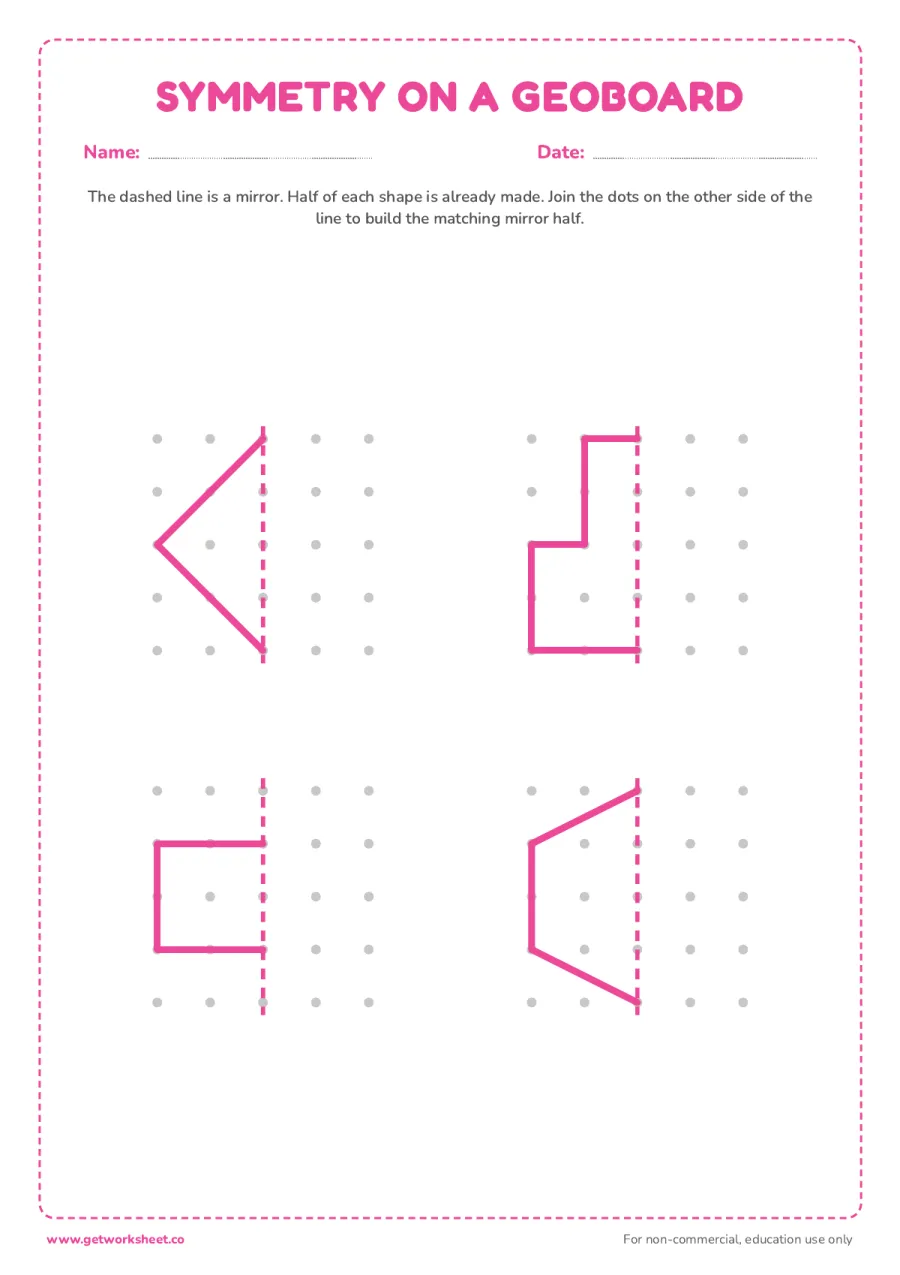 SYMMETRY ON A GEOBOARD
Name:
Date:
The dashed line is a mirror. Half of each shape is already made. Join the dots on the other side of the
line to build the matching mirror half.
www.getworksheet.co
For non-commercial, education use only